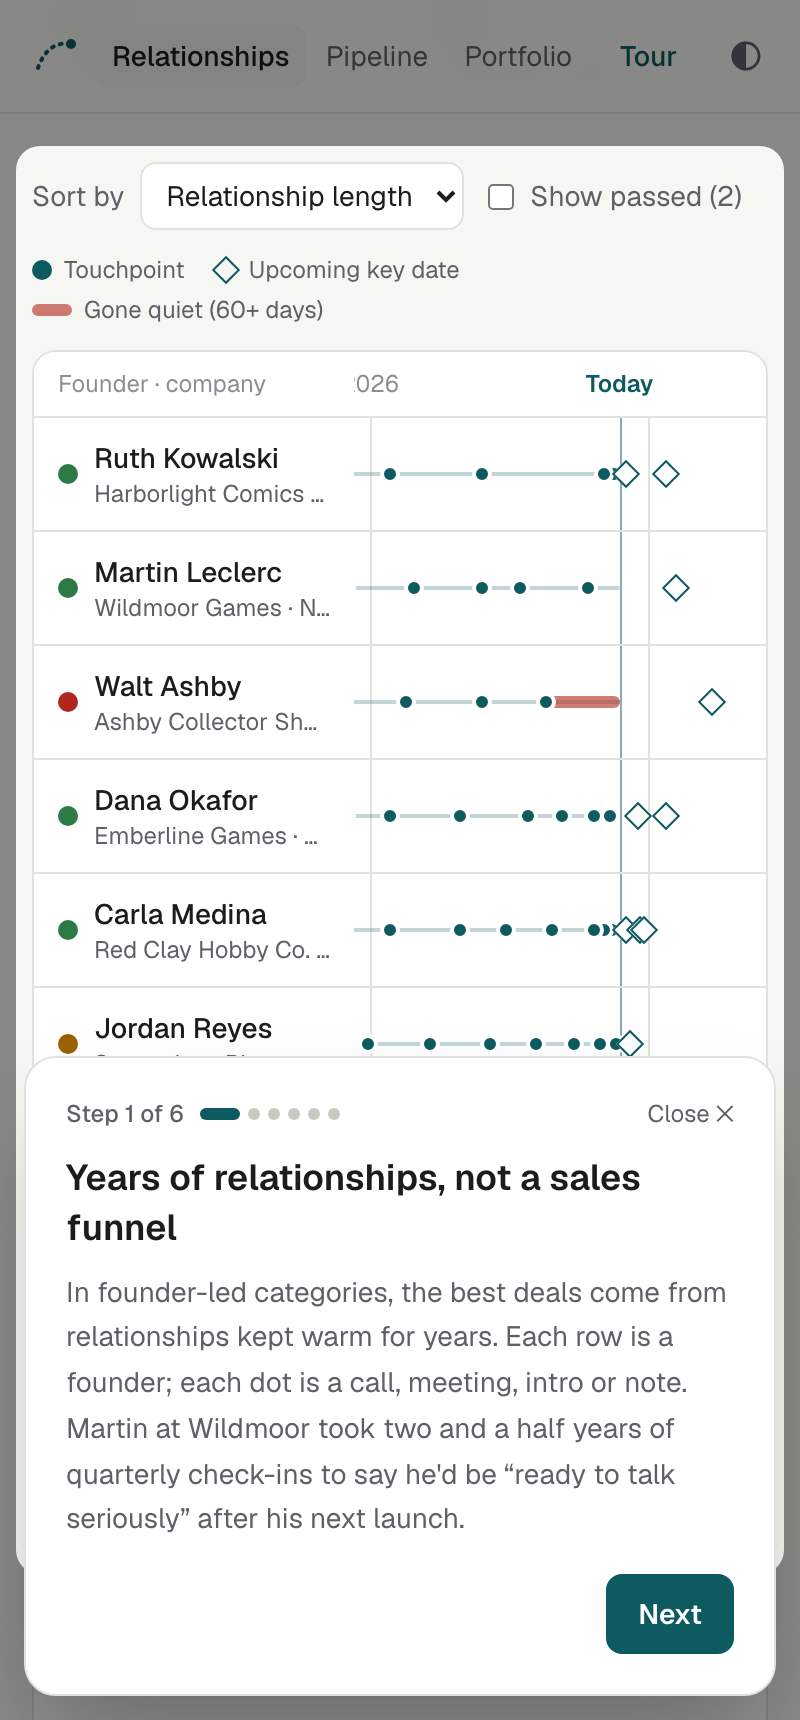 Relationships Pipeline Portfolio Tour
Sort by Relationship length Show passed (2)
Touchpoint Upcoming key date
Gone quiet (60+ days)
Founder · company 2026 Today
Ruth Kowalski
Harborlight Comics ...
Martin Leclerc
Wildmoor Games · N...
Walt Ashby
Ashby Collector Sh...
Dana Okafor
Emberline Games · ...
Carla Medina
Red Clay Hobby Co. ...
Jordan Reyes
Step 1 of 6 Close ×
Years of relationships, not a sales
funnel
In founder-led categories, the best deals come from
relationships kept warm for years. Each row is a
founder; each dot is a call, meeting, intro or note.
Martin at Wildmoor took two and a half years of
quarterly check-ins to say he'd be “ready to talk
seriously” after his next launch.
Next